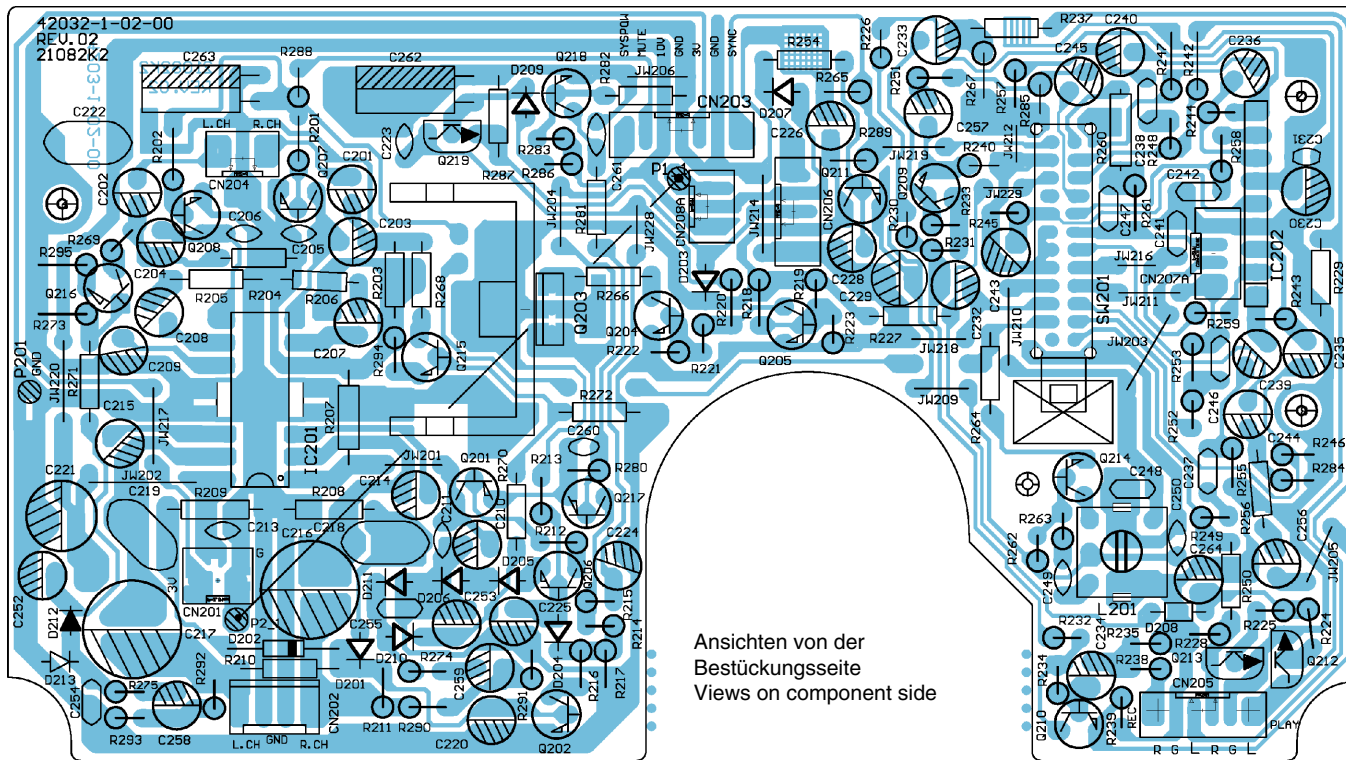 42032-1-02-00
REV.02
21082K2
C263
R288
C262
Q218
D209
R282
SYSPOW
MUTE
10V
GND
3V
GND
SYNC
JW206
R254
R226
C233
R237
C240
C245
R247
R242
C236
R265
R251
R267
R257
R285
R244
C222
R202
L.CH
R.CH
R201
Q207
C201
C223
Q219
R287
R283
R286
C261
CN203
D207
C226
R289
C257
JW219
JW212
R240
R260
C238
R248
R258
C231
C202
CN204
C206
C205
C203
Q208
R269
R295
JW204
R281
JW228
P1
CN208A
JW214
CN206
Q211
Q209
R230
R233
R231
R245
JW229
C247
R261
C242
C241
C230
IC202
C204
R205
R204
R206
R203
R268
Q216
R273
C208
C207
C209
R294
Q215
Q203
R266
Q204
R222
D203
R220
R218
R219
R221
Q205
R223
C228
C229
R227
C232
C243
JW210
JW218
SW201
JW216
CN207A
JW211
JW203
R259
R243
R229
P201
GND
JW220
R271
C215
JW217
R207
IC201
R272
C260
JW209
R264
R253
R252
C246
C239
C235
C221
JW202
C219
R209
R208
JW201
C214
Q201
R270
R213
R280
Q217
Q214
C248
C237
R255
C244
R246
R284
C213
C218
C216
C211
C210
R212
C224
R263
R262
C250
R249
R256
C256
C264
JW205
G
3V
CN201
P2
C252
D212
D213
C217
D202
R210
C255
D211
D206
C253
D205
C225
Q206
R215
R214
C249
L201
R250
D208
R225
R224
R232
C234
R235
R228
Q213
Q212
D210
R274
D201
C259
R291
D204
R216
R217
R234
R238
CN205
C254
R275
R293
C258
R292
CN202
L.CH
GND
R.CH
R211
R290
C220
Q202
Q210
R239
REC
PLAY
R G L R G L
Ansichten von der
Bestückungsseite
Views on component side